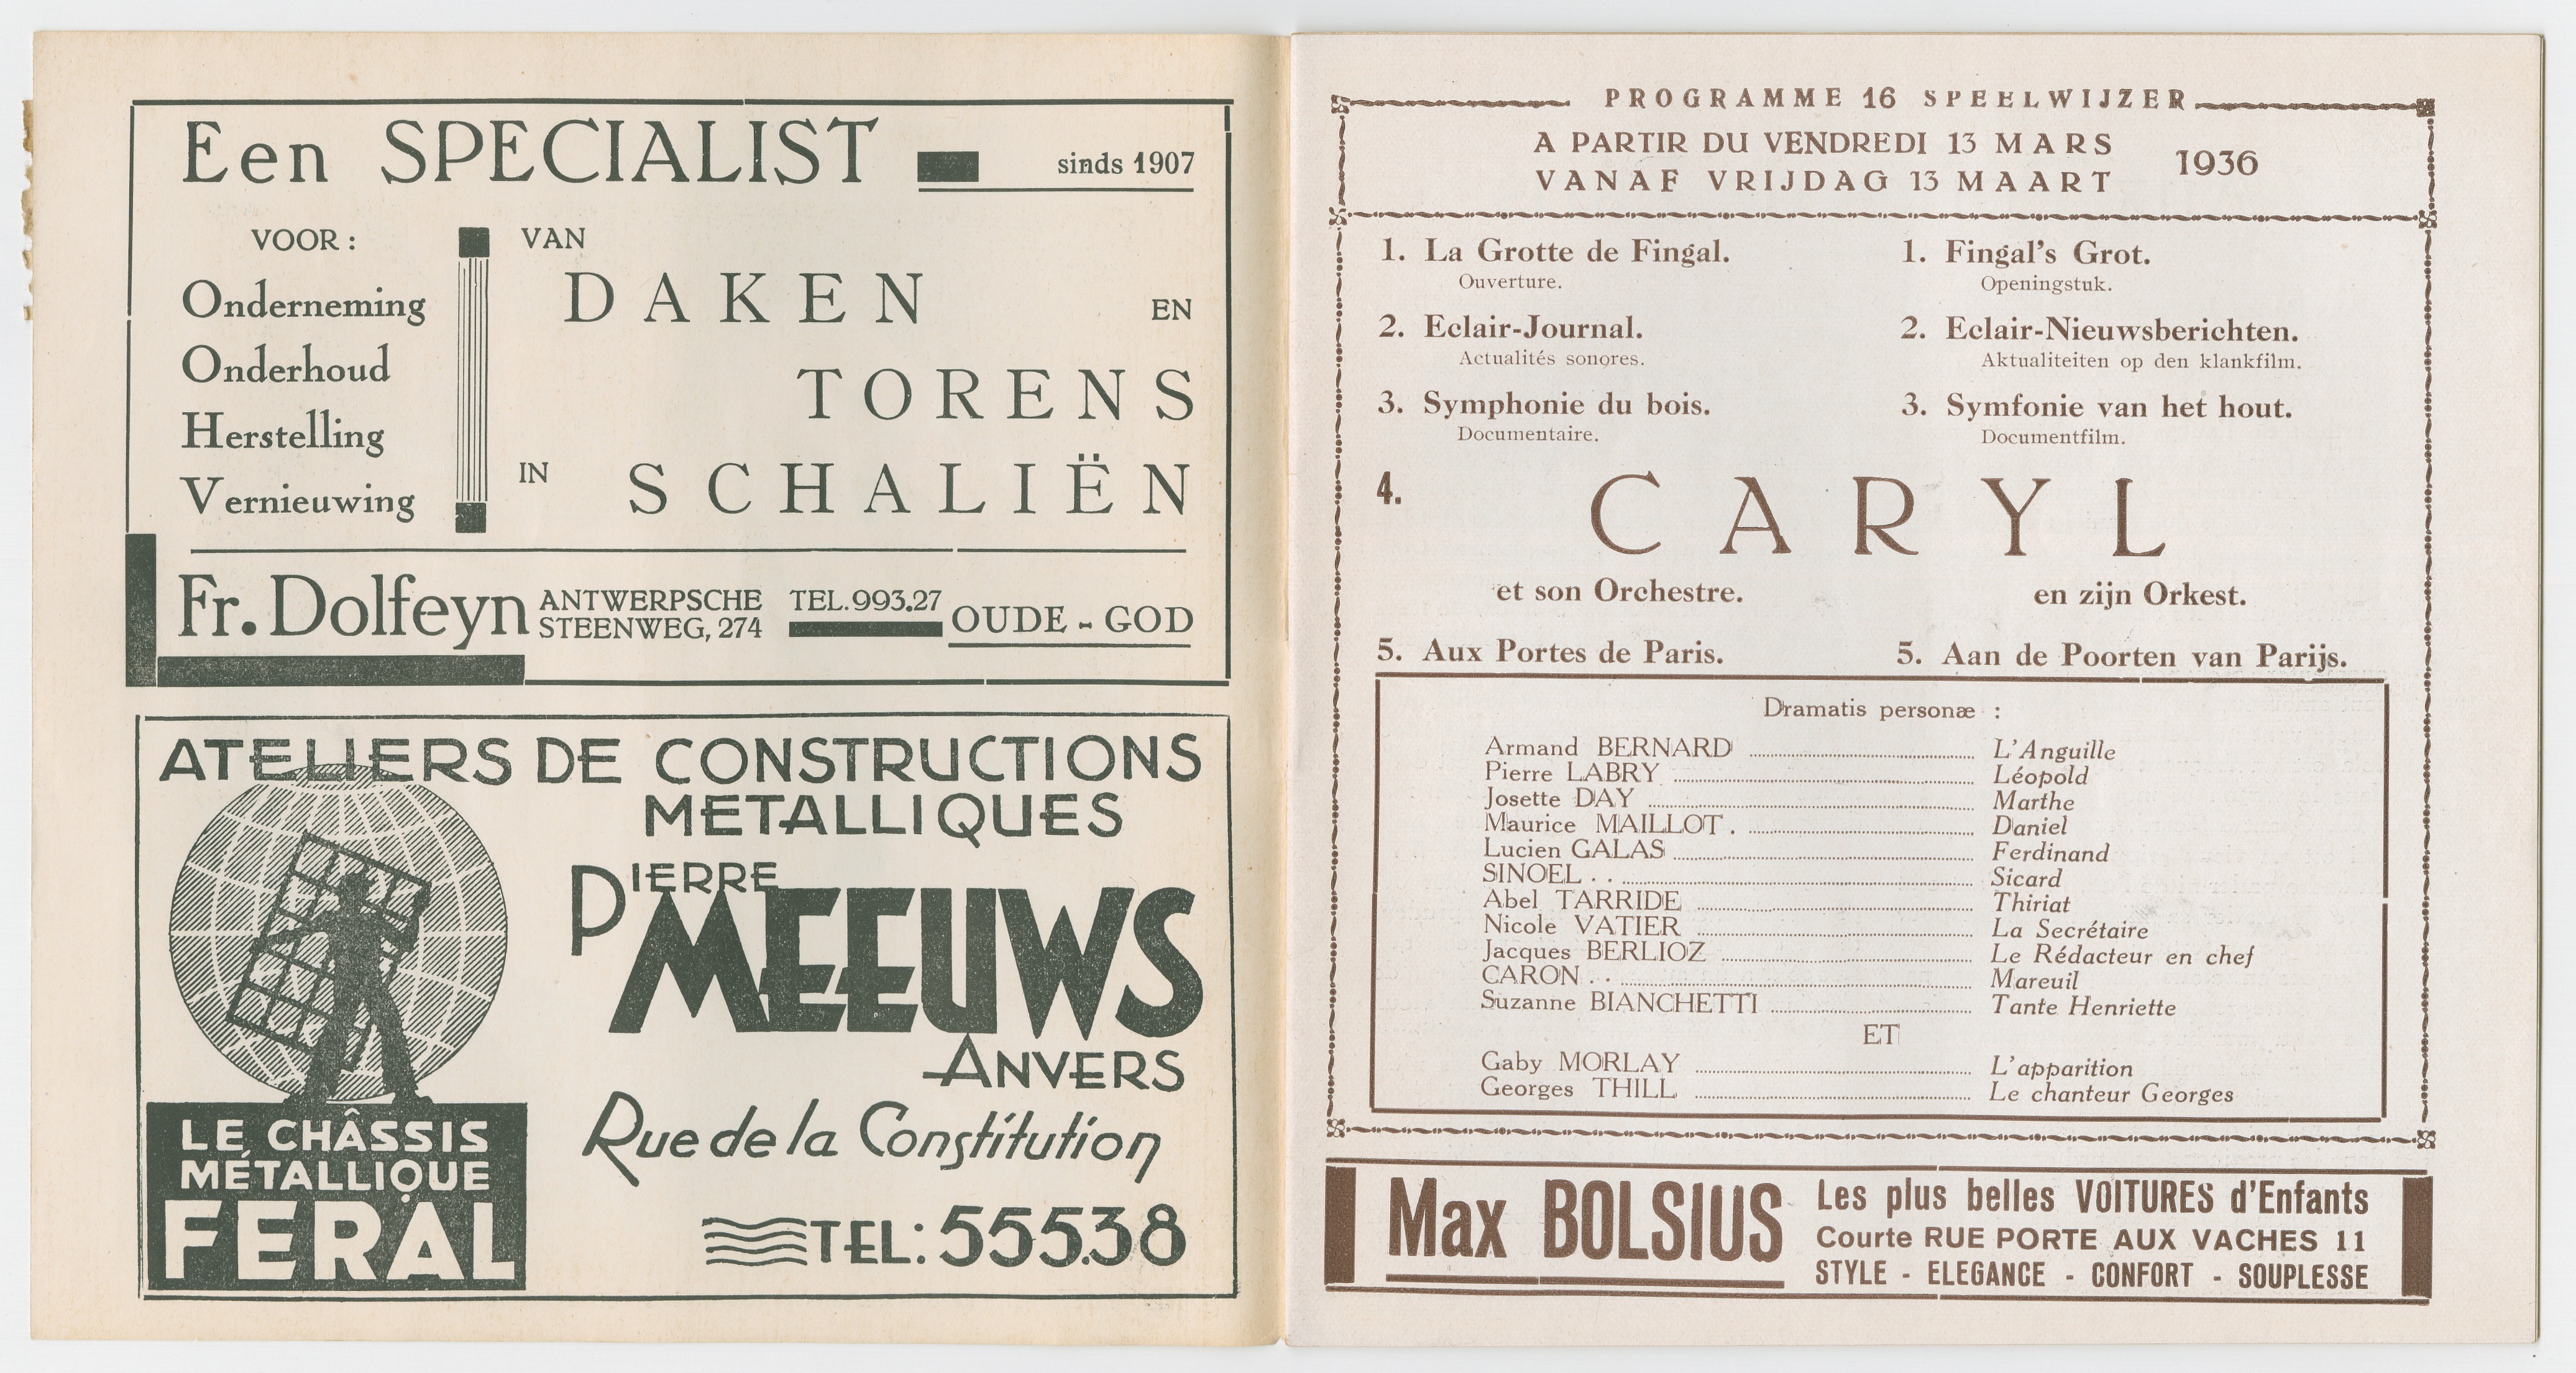 Een SPECIALIST sinds 1907
VOOR :
Onderneming
Onderhoud
Herstelling
Vernieuwing
VAN
DAKEN EN
TORENS
IN SCHALIËN
Fr. Dolfeyn ANTWERPSCHE STEENWEG, 274 TEL. 993.27 OUDE - GOD
ATELIERS DE CONSTRUCTIONS
METALLIQUES
PIERRE
MEEUWS
ANVERS
Rue de la Constitution
TEL: 555.38
LE CHÂSSIS
MÉTALLIQUE
FERAL
PROGRAMME 16 SPEELWIJZER
A PARTIR DU VENDREDI 13 MARS
VANAF VRIJDAG 13 MAART
1936
1. La Grotte de Fingal.
Ouverture.
2. Eclair-Journal.
Actualités sonores.
3. Symphonie du bois.
Documentaire.
1. Fingal's Grot.
Openingstuk.
2. Eclair-Nieuwsberichten.
Aktualiteiten op den klankfilm.
3. Symfonie van het hout.
Documentfilm.
4. CARYL
et son Orchestre. en zijn Orkest.
5. Aux Portes de Paris. 5. Aan de Poorten van Parijs.
Dramatis personæ :
Armand BERNARD ........ L'Anguille
Pierre LABRY ........ Léopold
Josette DAY ........ Marthe
Maurice MAILLOT. ........ Daniel
Lucien GALAS ........ Ferdinand
SINOEL . . ........ Sicard
Abel TARRIDE ........ Thiriat
Nicole VATIER ........ La Secrétaire
Jacques BERLIOZ ........ Le Rédacteur en chef
CARON . . ........ Mareuil
Suzanne BIANCHETTI ........ Tante Henriette
ET
Gaby MORLAY ........ L'apparition
Georges THILL ........ Le chanteur Georges
Max BOLSIUS
Les plus belles VOITURES d'Enfants
Courte RUE PORTE AUX VACHES 11
STYLE - ELEGANCE - CONFORT - SOUPLESSE